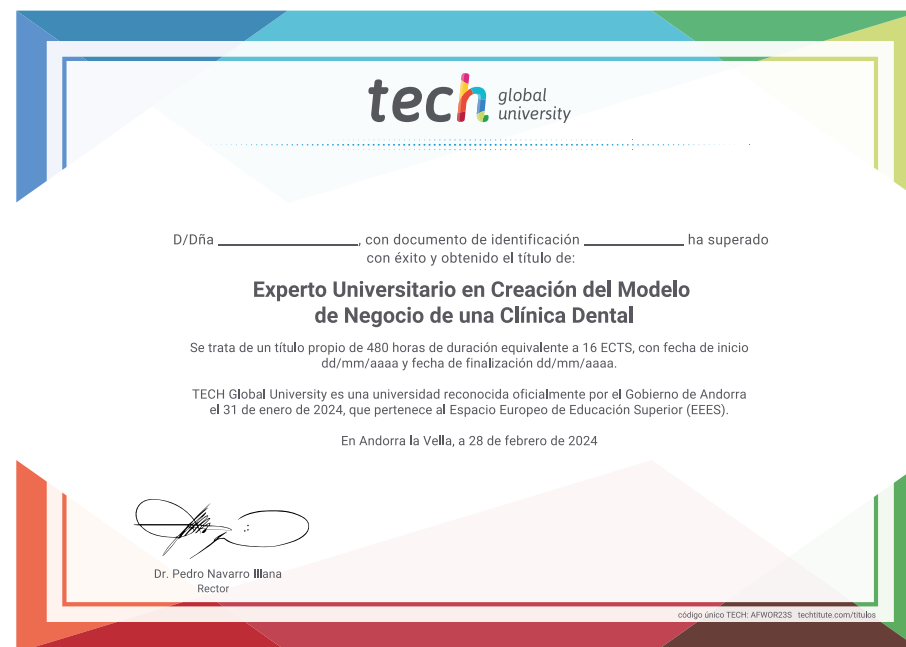 tech global university
D/Dña ______________, con documento de identificación __________ ha superado
con éxito y obtenido el título de:
Experto Universitario en Creación del Modelo
de Negocio de una Clínica Dental
Se trata de un título propio de 480 horas de duración equivalente a 16 ECTS, con fecha de inicio
dd/mm/aaaa y fecha de finalización dd/mm/aaaa.
TECH Global University es una universidad reconocida oficialmente por el Gobierno de Andorra
el 31 de enero de 2024, que pertenece al Espacio Europeo de Educación Superior (EEES).
En Andorra la Vella, a 28 de febrero de 2024
Dr. Pedro Navarro Illana
Rector
código único TECH: AFWOR23S techtitute.com/titulos